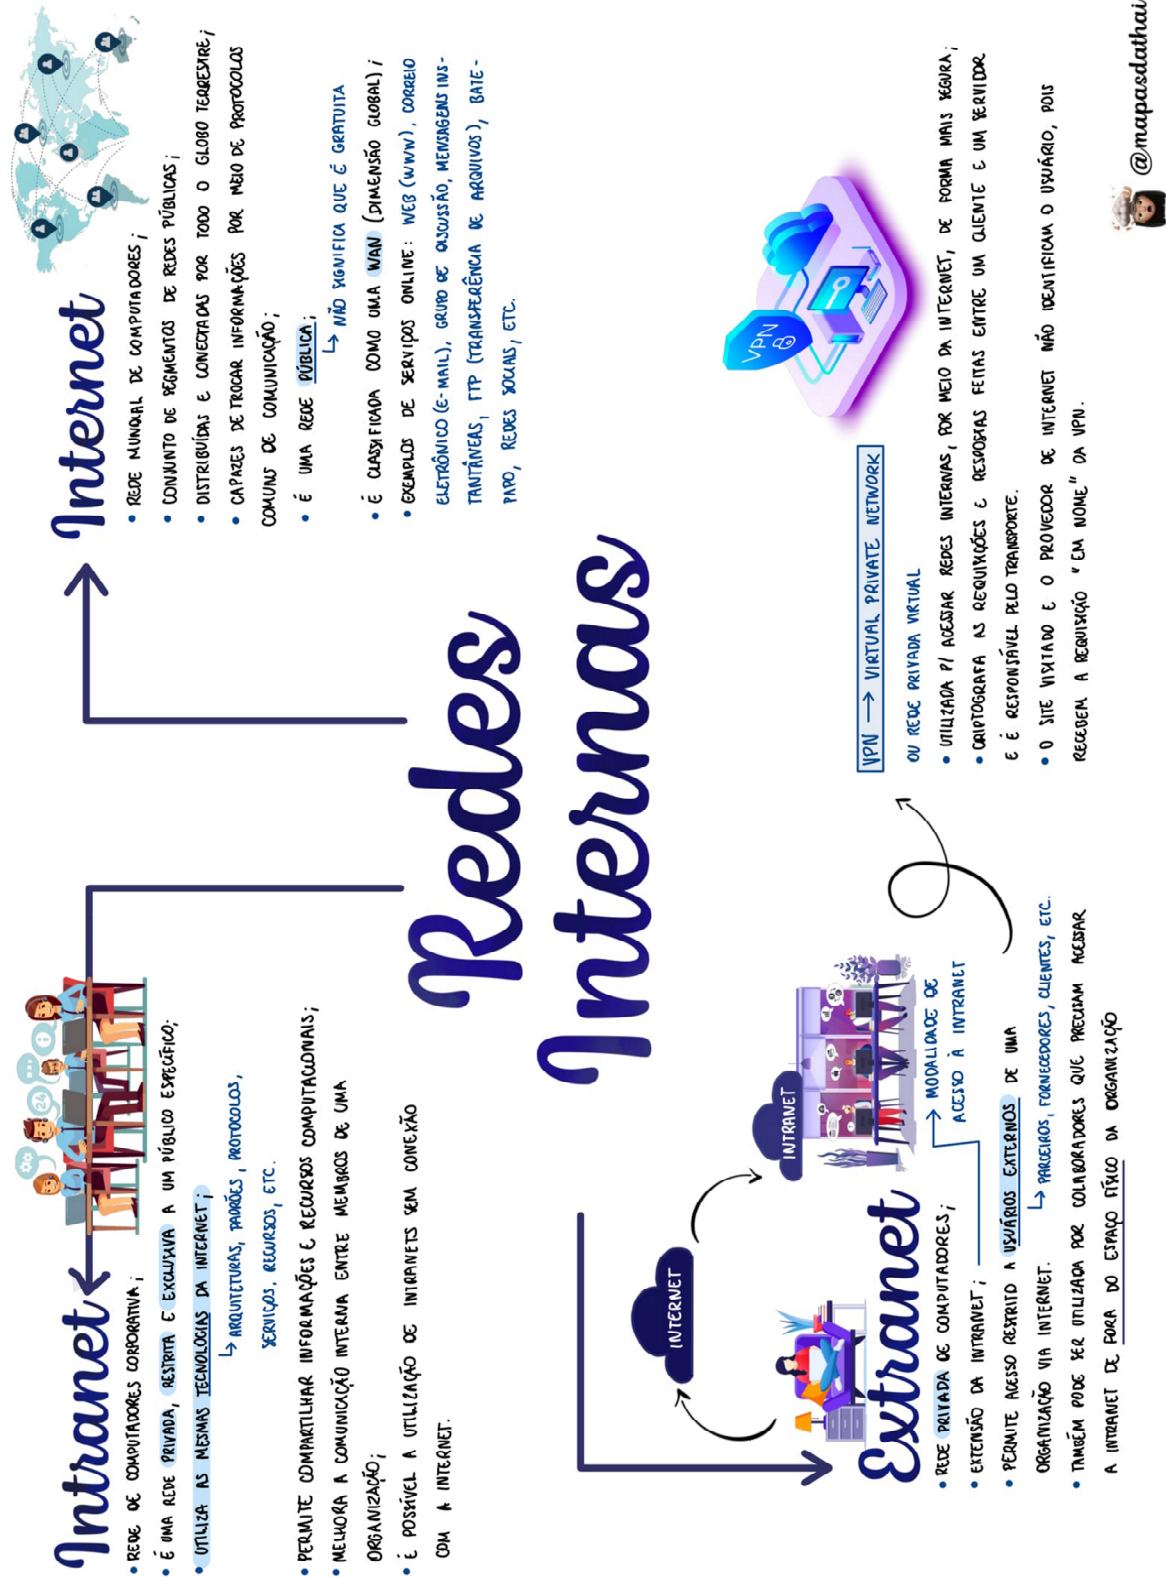 Redes
Internas
Intranet
• REDE DE COMPUTADORES CORPORATIVA;
• É UMA REDE PRIVADA, RESTRITA E EXCLUSIVA A UM PÚBLICO ESPECÍFICO;
• UTILIZA AS MESMAS TECNOLOGIAS DA INTERNET;
↳ ARQUITETURAS, PADRÕES, PROTOCOLOS,
SERVIÇOS, RECURSOS, ETC.
• PERMITE COMPARTILHAR INFORMAÇÕES E RECURSOS COMPUTACIONAIS;
• MELHORA A COMUNICAÇÃO INTERNA ENTRE MEMBROS DE UMA
ORGANIZAÇÃO;
• É POSSÍVEL A UTILIZAÇÃO DE INTRANETS SEM CONEXÃO
COM A INTERNET.
24
Internet
• REDE MUNDIAL DE COMPUTADORES;
• CONJUNTO DE SEGMENTOS DE REDES PÚBLICAS;
• DISTRIBUÍDAS E CONECTADAS POR TODO O GLOBO TERRESTRE;
• CAPAZES DE TROCAR INFORMAÇÕES POR MEIO DE PROTOCOLOS
COMUNS DE COMUNICAÇÃO;
• É UMA REDE PÚBLICA;
↳ NÃO SIGNIFICA QUE É GRATUITA
• É CLASSIFICADA COMO UMA WAN (DIMENSÃO GLOBAL);
• EXEMPLOS DE SERVIÇOS ONLINE: WEB (WWW), CORREIO
ELETRÔNICO (E-MAIL), GRUPO DE DISCUSSÃO, MENSAGENS INS-
TANTÂNEAS, FTP (TRANSFERÊNCIA DE ARQUIVOS), BATE-
PAPO, REDES SOCIAIS, ETC.
INTERNET
INTRANET
Extranet
• REDE PRIVADA DE COMPUTADORES;
• EXTENSÃO DA INTRANET;
→ MODALIDADE DE
ACESSO À INTRANET
• PERMITE ACESSO RESTRITO A USUÁRIOS EXTERNOS DE UMA
ORGANIZAÇÃO VIA INTERNET.
↳ PARCEIROS, FORNECEDORES, CLIENTES, ETC.
• TAMBÉM PODE SER UTILIZADA POR COLABORADORES QUE PRECISAM ACESSAR
A INTRANET DE FORA DO ESPAÇO FÍSICO DA ORGANIZAÇÃO
VPN
VPN → VIRTUAL PRIVATE NETWORK
OU REDE PRIVADA VIRTUAL
• UTILIZADA P/ ACESSAR REDES INTERNAS, POR MEIO DA INTERNET, DE FORMA MAIS SEGURA;
• CRIPTOGRAFA AS REQUISIÇÕES E RESPOSTAS FEITAS ENTRE UM CLIENTE E UM SERVIDOR
E É RESPONSÁVEL PELO TRANSPORTE.
• O SITE VISITADO E O PROVEDOR DE INTERNET NÃO IDENTIFICAM O USUÁRIO, POIS
RECEBEM A REQUISIÇÃO "EM NOME" DA VPN.
@mapasdathai